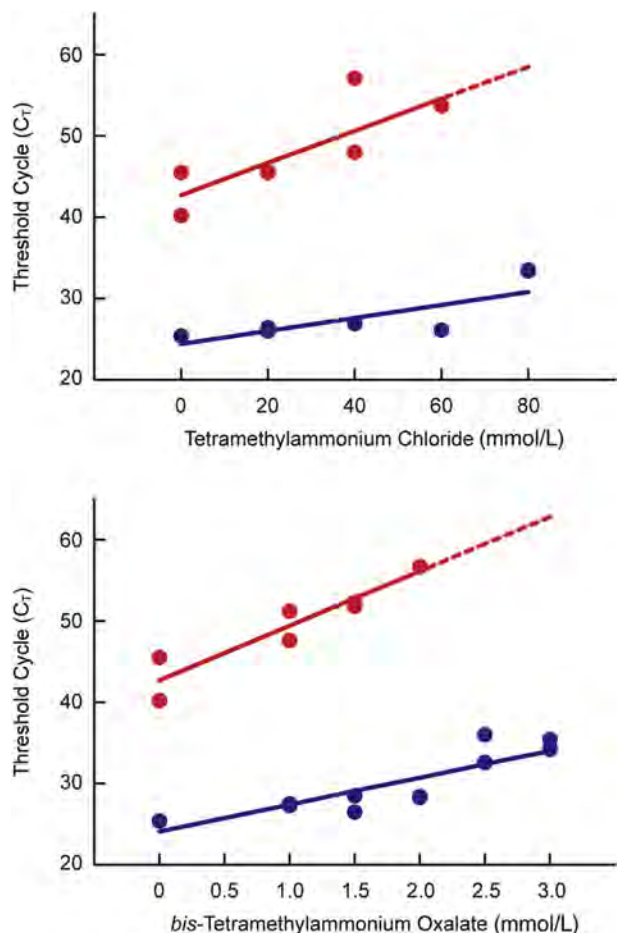 60
50
40
30
20
Threshold Cycle (C_T)
0 20 40 60 80
Tetramethylammonium Chloride (mmol/L)
60
50
40
30
20
Threshold Cycle (C_T)
0 0.5 1.0 1.5 2.0 2.5 3.0
bis-Tetramethylammonium Oxalate (mmol/L)